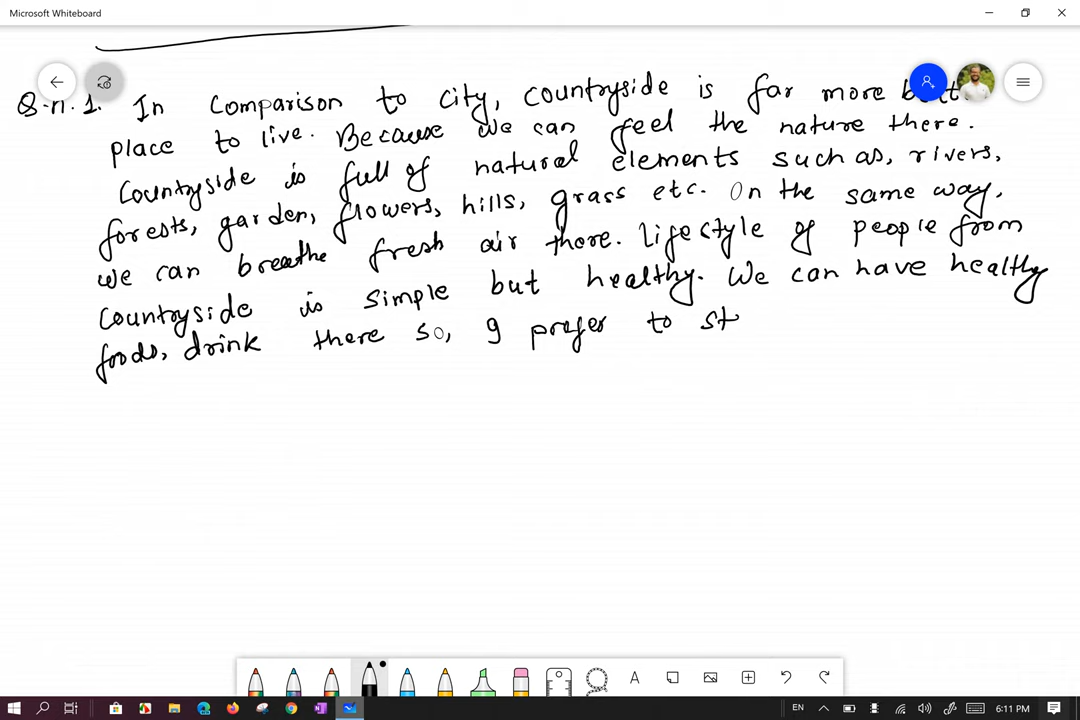 Microsoft Whiteboard
Q.n.1. In comparison to city, countryside is far more
place to live. Because we can feel the nature there.
Countryside is full of natural elements such as, rivers,
forests, garden, flowers, hills, grass etc. On the same way,
we can breathe fresh air there. Lifestyle of people from
countryside is simple but healthy. We can have healthy
foods, drink there so, I prefer to st
EN
6:11 PM